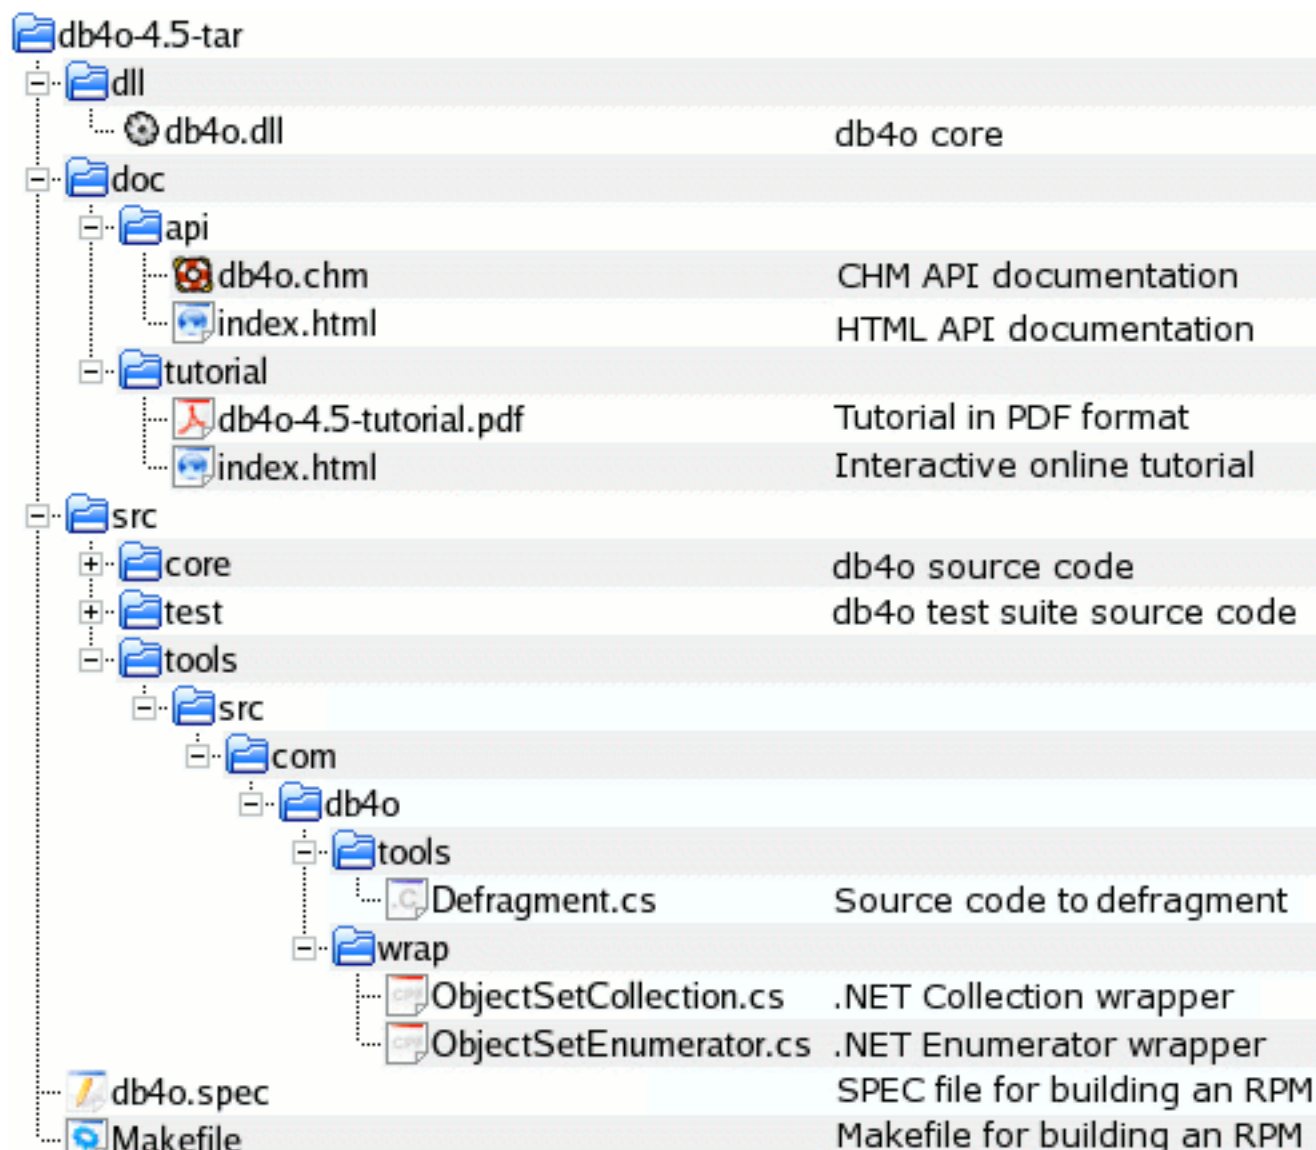 db4o-4.5-tar
dll
db4o.dll db4o core
doc
api
db4o.chm CHM API documentation
index.html HTML API documentation
tutorial
db4o-4.5-tutorial.pdf Tutorial in PDF format
index.html Interactive online tutorial
src
core db4o source code
test db4o test suite source code
tools
src
com
db4o
tools
Defragment.cs Source code to defragment
wrap
ObjectSetCollection.cs .NET Collection wrapper
ObjectSetEnumerator.cs .NET Enumerator wrapper
db4o.spec SPEC file for building an RPM
Makefile Makefile for building an RPM